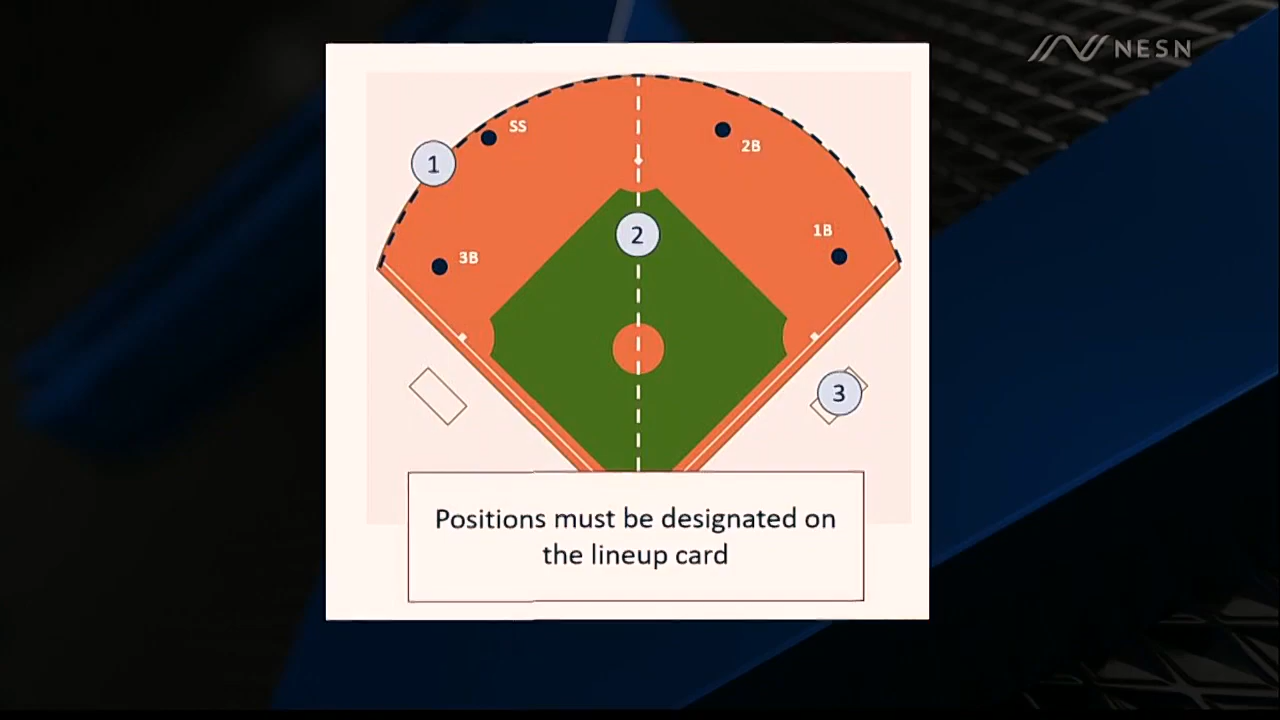 NESN
SS
1
2B
2
1B
3B
3
Positions must be designated on
the lineup card